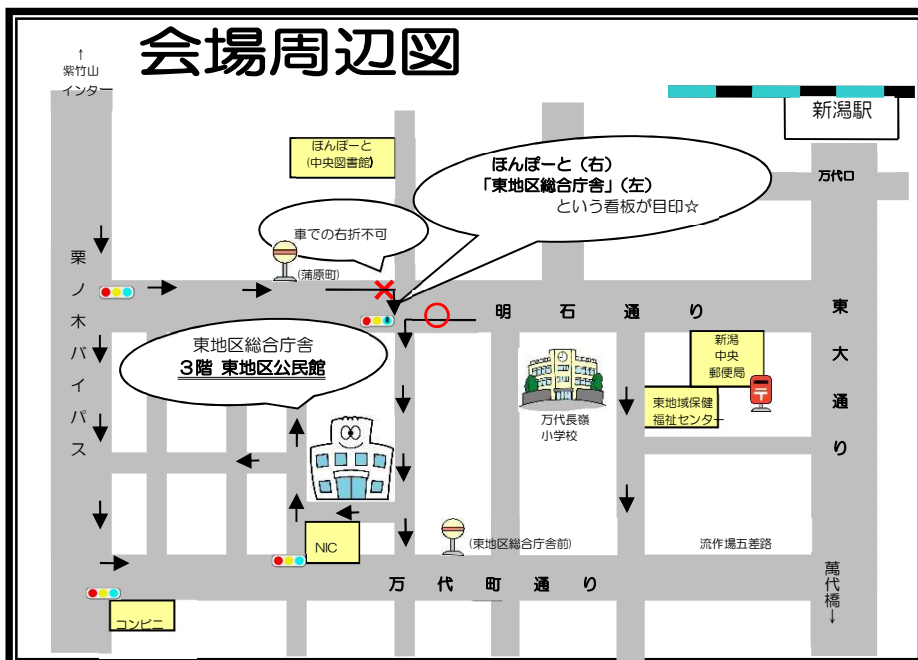 会場周辺図
↑
紫竹山
インター
新潟駅
万代口
ほんぽーと
(中央図書館)
ほんぽーと（右）
「東地区総合庁舎」（左）
という看板が目印☆
車での右折不可
(蒲原町)
栗ノ木バイパス
明石通り
東大通り
東地区総合庁舎
３階 東地区公民館
新潟
中央
郵便局
〒
東地域保健
福祉センター
万代長嶺
小学校
NIC
(東地区総合庁舎前)
流作場五差路
万代町通り
萬代橋↓
コンビニ